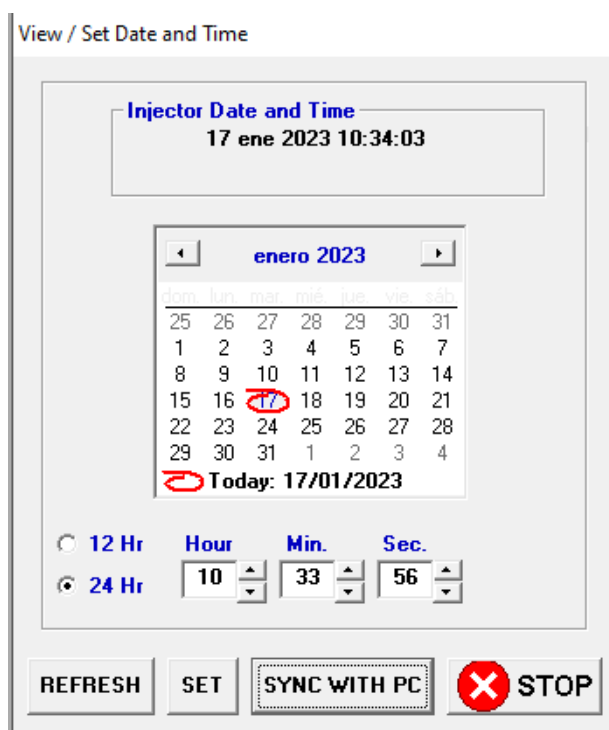 View / Set Date and Time
Injector Date and Time
17 ene 2023 10:34:03
enero 2023
dom. lun. mar. mié. jue. vie. sáb.
25 26 27 28 29 30 31
1 2 3 4 5 6 7
8 9 10 11 12 13 14
15 16 17 18 19 20 21
22 23 24 25 26 27 28
29 30 31 1 2 3 4
Today: 17/01/2023
12 Hr Hour Min. Sec.
24 Hr 10 33 56
REFRESH SET SYNC WITH PC STOP